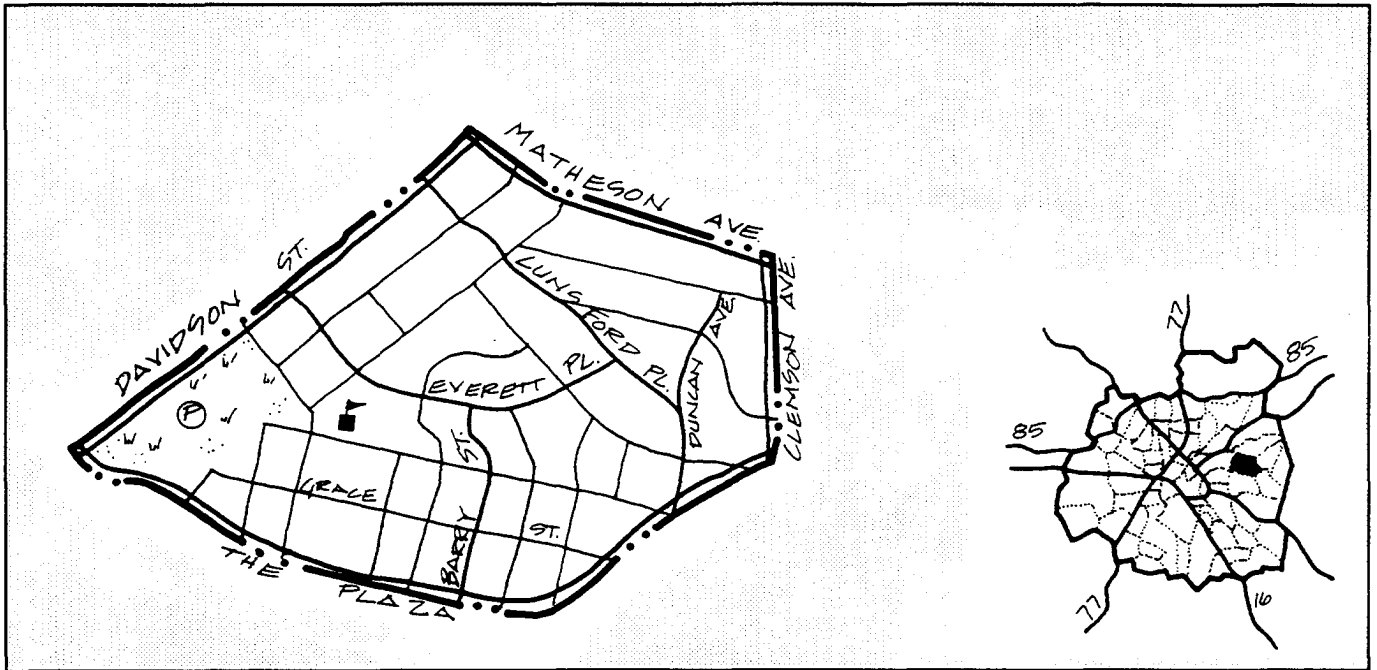 MATHESON AVE.
DAVIDSON ST.
LUNSFORD PL.
CLEMSON AVE.
DUNCAN AVE
EVERETT PL.
P
GRACE ST.
BARRY ST.
THE PLAZA
77
85
85
77
16